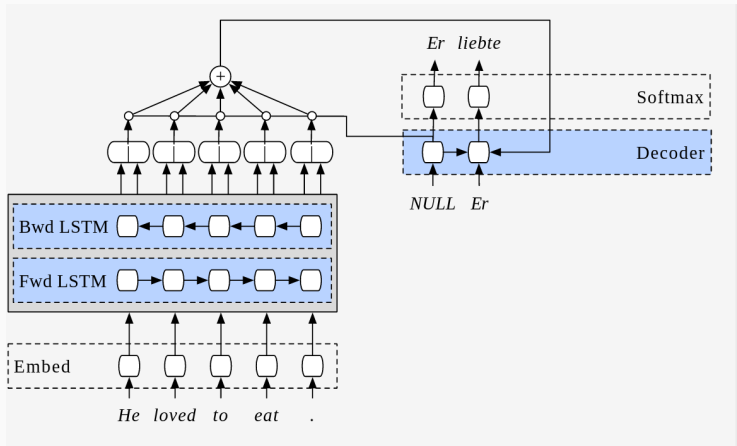 Er liebte
Softmax
Decoder
NULL Er
+
Bwd LSTM
Fwd LSTM
Embed
He loved to eat .